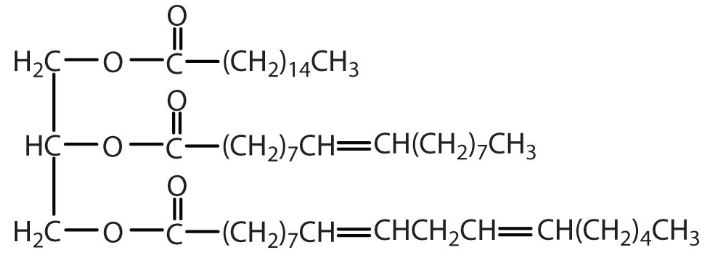 O
H₂C—O—C—(CH₂)₁₄CH₃
O
HC—O—C—(CH₂)₇CH=CH(CH₂)₇CH₃
O
H₂C—O—C—(CH₂)₇CH=CHCH₂CH=CH(CH₂)₄CH₃